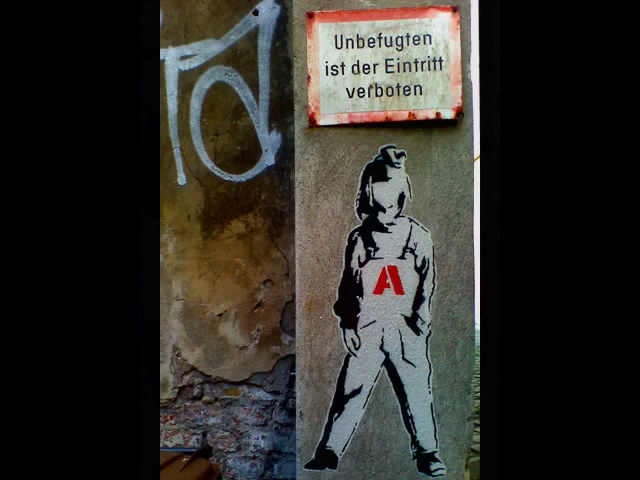 Unbefugten
ist der Eintritt
verboten
A